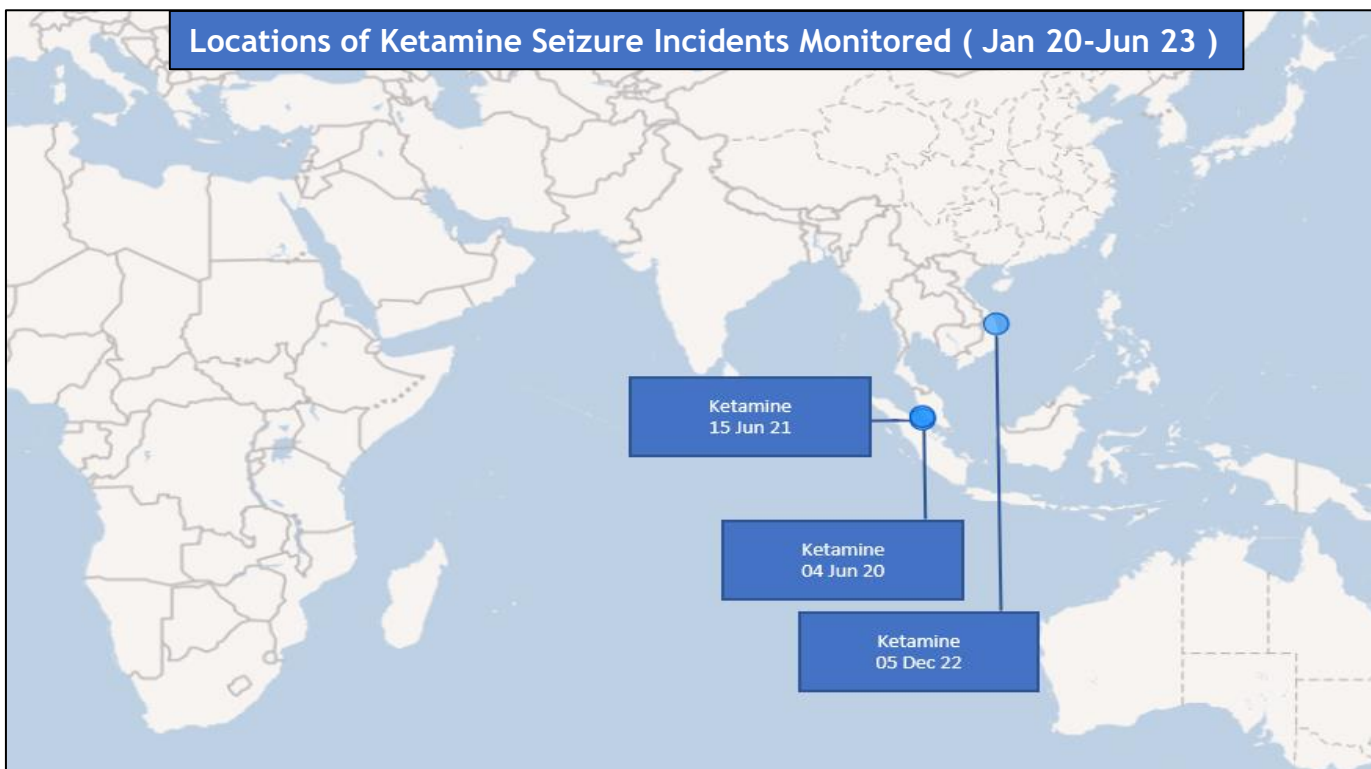 Locations of Ketamine Seizure Incidents Monitored ( Jan 20-Jun 23 )
Ketamine
15 Jun 21
Ketamine
04 Jun 20
Ketamine
05 Dec 22